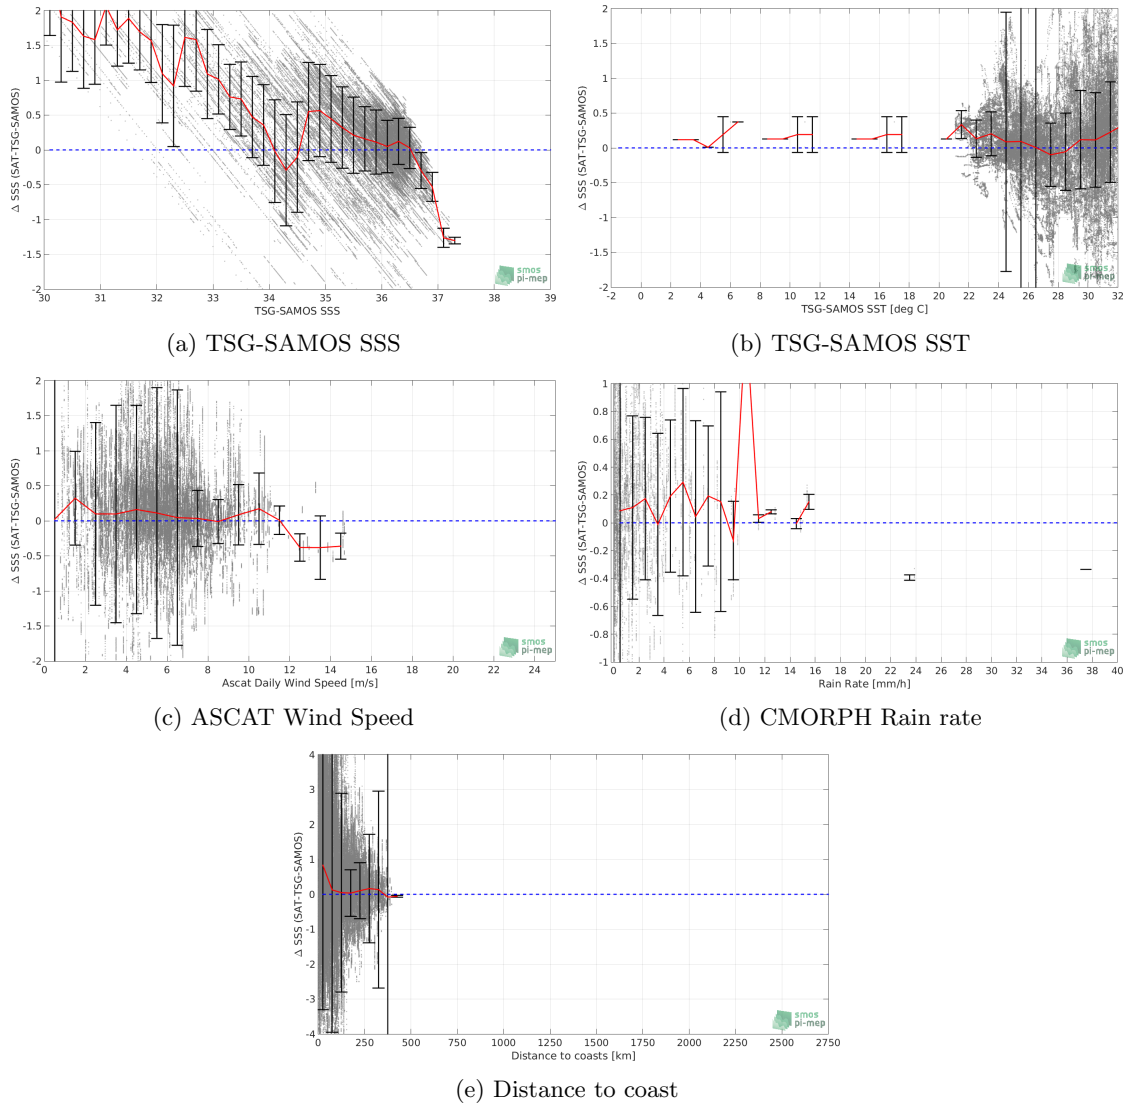 2
1.5
1
0.5
0
-0.5
-1
-1.5
-2
Δ SSS (SAT-TSG-SAMOS)
30 31 32 33 34 35 36 37 38 39
TSG-SAMOS SSS
smos
pi-mep
(a) TSG-SAMOS SSS
2
1.5
1
0.5
0
-0.5
-1
-1.5
-2
Δ SSS (SAT-TSG-SAMOS)
-2 0 2 4 6 8 10 12 14 16 18 20 22 24 26 28 30 32
TSG-SAMOS SST [deg C]
smos
pi-mep
(b) TSG-SAMOS SST
2
1.5
1
0.5
0
-0.5
-1
-1.5
-2
Δ SSS (SAT-TSG-SAMOS)
0 2 4 6 8 10 12 14 16 18 20 22 24
Ascat Daily Wind Speed [m/s]
smos
pi-mep
(c) ASCAT Wind Speed
1
0.8
0.6
0.4
0.2
0
-0.2
-0.4
-0.6
-0.8
-1
Δ SSS (SAT-TSG-SAMOS)
0 2 4 6 8 10 12 14 16 18 20 22 24 26 28 30 32 34 36 38 40
Rain Rate [mm/h]
smos
pi-mep
(d) CMORPH Rain rate
4
3
2
1
0
-1
-2
-3
-4
Δ SSS (SAT-TSG-SAMOS)
0 250 500 750 1000 1250 1500 1750 2000 2250 2500 2750
Distance to coasts [km]
smos
pi-mep
(e) Distance to coast